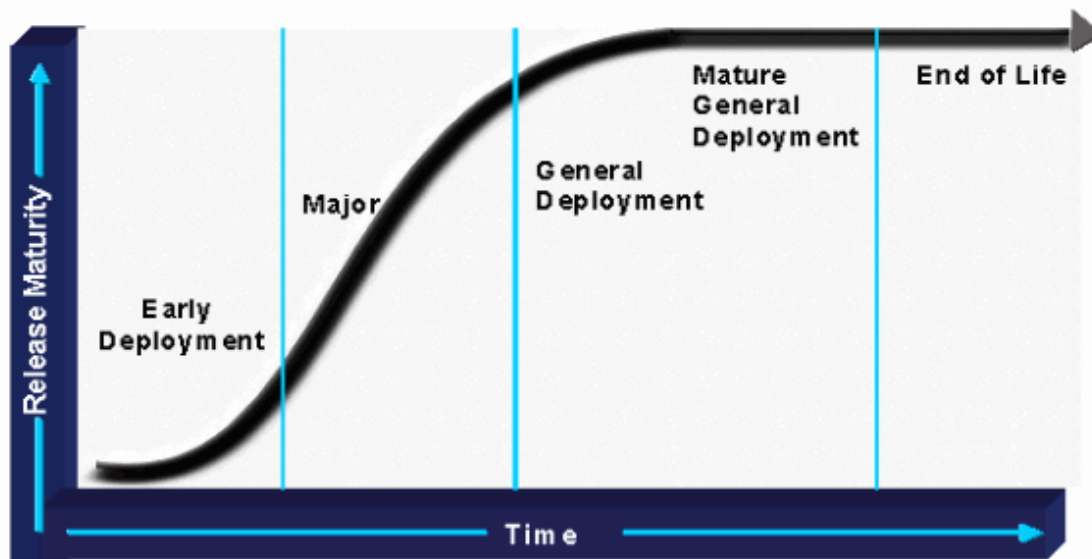 Release Maturity
Early
Deployment
Major
General
Deployment
Mature
General
Deployment
End of Life
Time